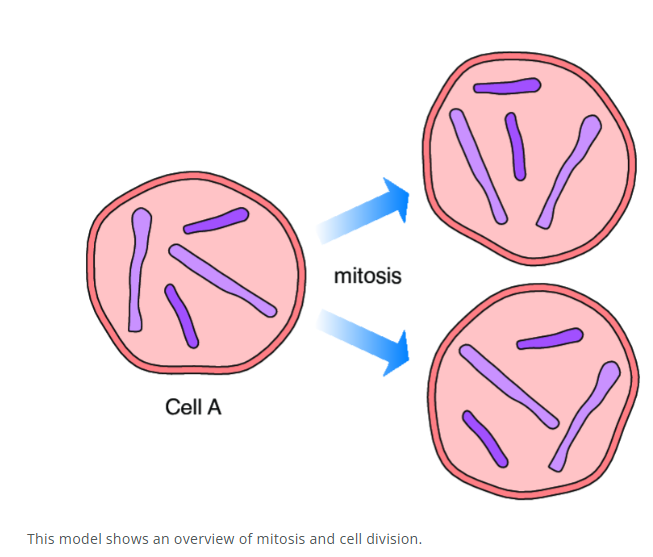 mitosis
Cell A
This model shows an overview of mitosis and cell division.